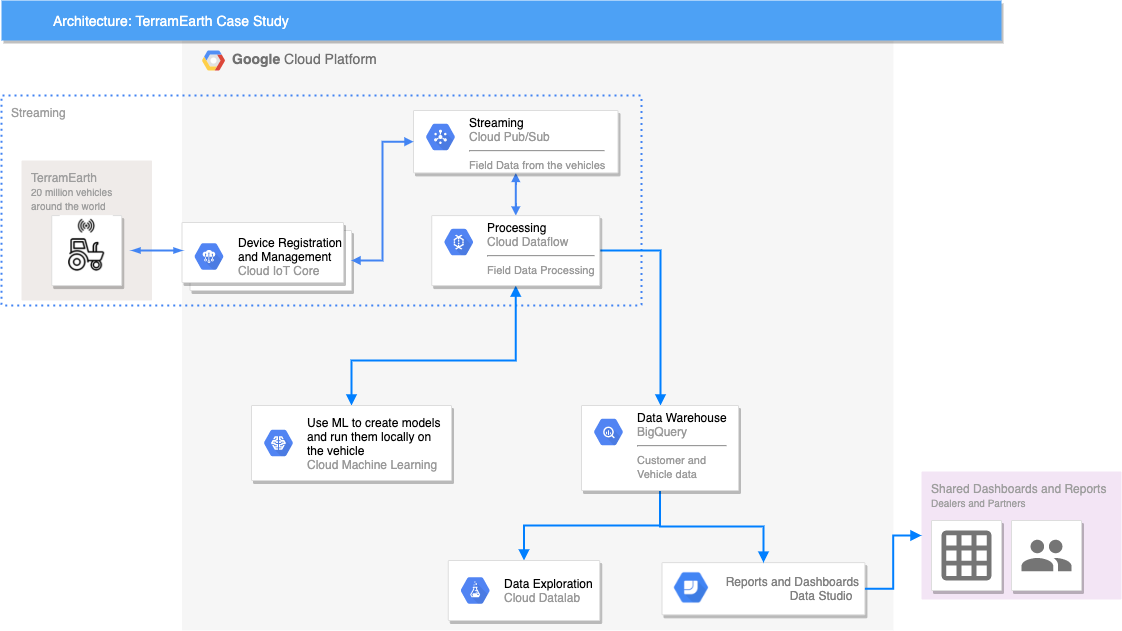 Architecture: TerramEarth Case Study
Google Cloud Platform
Streaming
TerramEarth
20 million vehicles
around the world
Device Registration
and Management
Cloud IoT Core
Streaming
Cloud Pub/Sub
Field Data from the vehicles
Processing
Cloud Dataflow
Field Data Processing
Use ML to create models
and run them locally on
the vehicle
Cloud Machine Learning
Data Warehouse
BigQuery
Customer and
Vehicle data
Data Exploration
Cloud Datalab
Reports and Dashboards
Data Studio
Shared Dashboards and Reports
Dealers and Partners